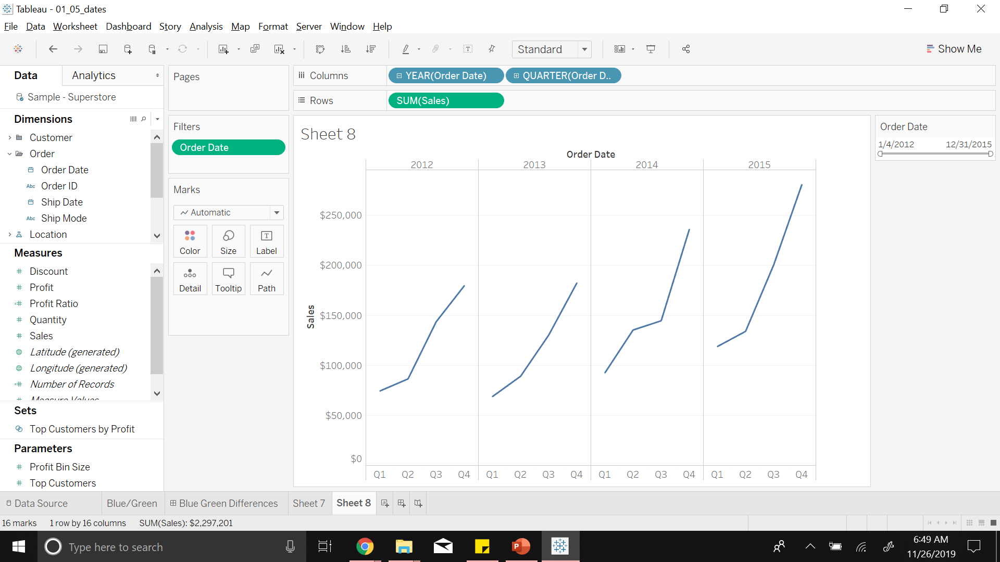 Tableau - 01_05_dates
File Data Worksheet Dashboard Story Analysis Map Format Server Window Help
Standard
Show Me
Data Analytics
Sample - Superstore
Dimensions
Customer
Order
Order Date
Order ID
Ship Date
Ship Mode
Location
Abc
Abc
Measures
Discount
Profit
Profit Ratio
Quantity
Sales
Latitude (generated)
Longitude (generated)
Number of Records
Measure Values
Sets
Top Customers by Profit
Parameters
Profit Bin Size
Top Customers
Pages
Filters
Order Date
Marks
Automatic
Color Size Label
Detail Tooltip Path
Columns YEAR(Order Date) QUARTER(Order D..
Rows SUM(Sales)
Sheet 8
Order Date
2012 2013 2014 2015
Sales
$250,000
$200,000
$150,000
$100,000
$50,000
$0
Q1 Q2 Q3 Q4 Q1 Q2 Q3 Q4 Q1 Q2 Q3 Q4 Q1 Q2 Q3 Q4
Order Date
1/4/2012 12/31/2015
Data Source Blue/Green Blue Green Differences Sheet 7 Sheet 8
16 marks 1 row by 16 columns SUM(Sales): $2,297,201
Type here to search
6:49 AM
11/26/2019